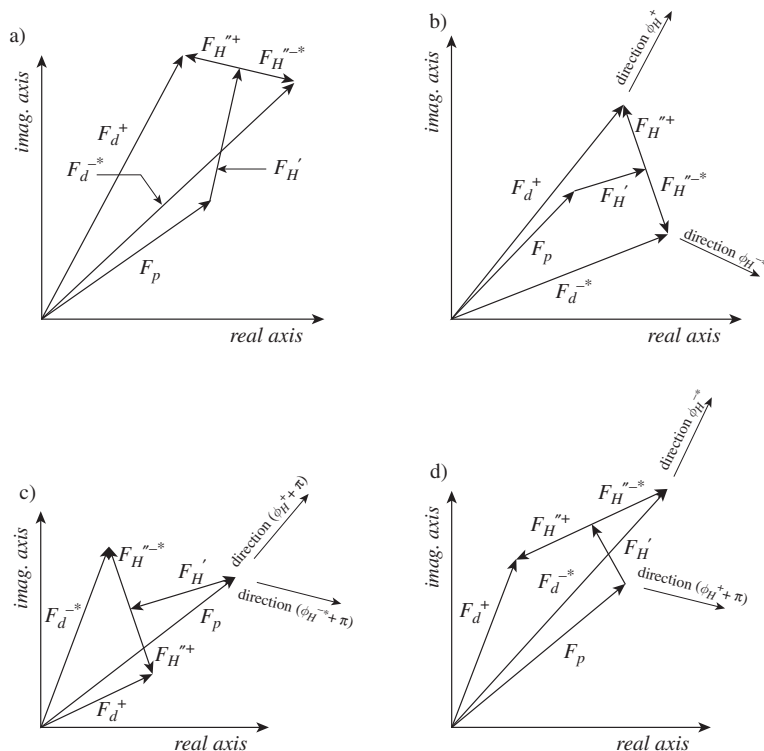 a)
imag. axis
F_H″+
F_H″–*
F_d+
F_d–*
F_H′
F_p
real axis
b)
imag. axis
direction ϕ_H+
F_H″+
F_d+
F_H′
F_H″–*
F_p
F_d–*
direction ϕ_H–*
real axis
c)
imag. axis
direction (ϕ_H+ + π)
F_H″–*
F_H′
direction (ϕ_H–* + π)
F_d–*
F_p
F_H″+
F_d+
real axis
d)
imag. axis
direction ϕ_H–*
F_H″–*
F_H″+
F_H′
F_d–*
direction (ϕ_H+ + π)
F_d+
F_p
real axis